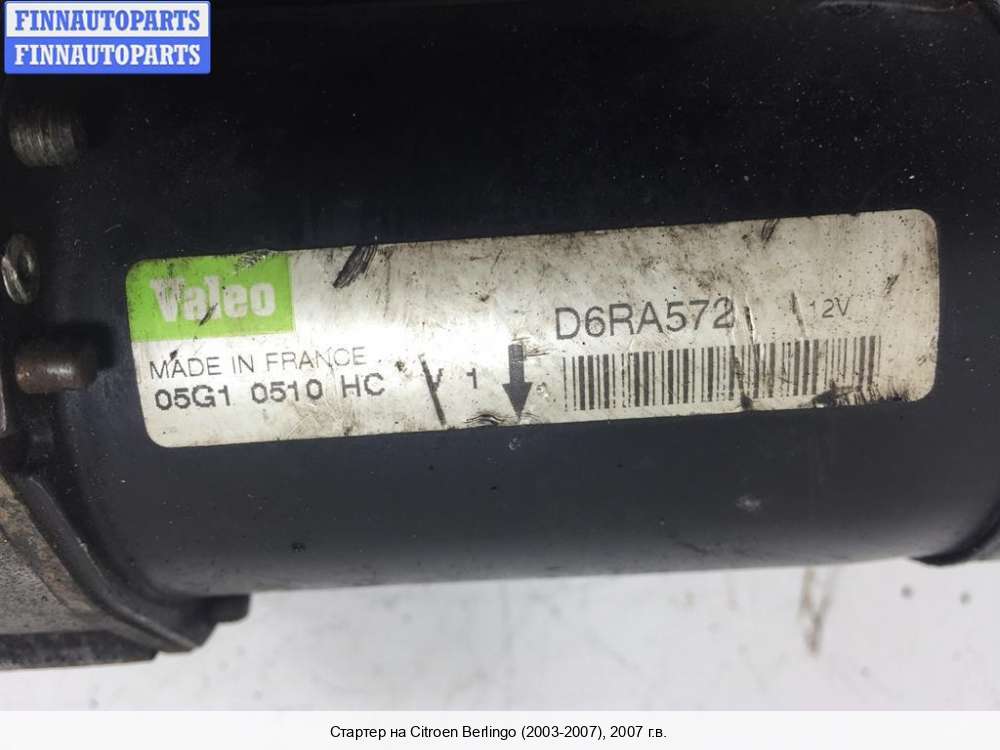 FINNAUTOPARTS
FINNAUTOPARTS
Valeo
D6RA572 12V
MADE IN FRANCE
05G1 0510 HC 1
Стартер на Citroen Berlingo (2003-2007), 2007 г.в.